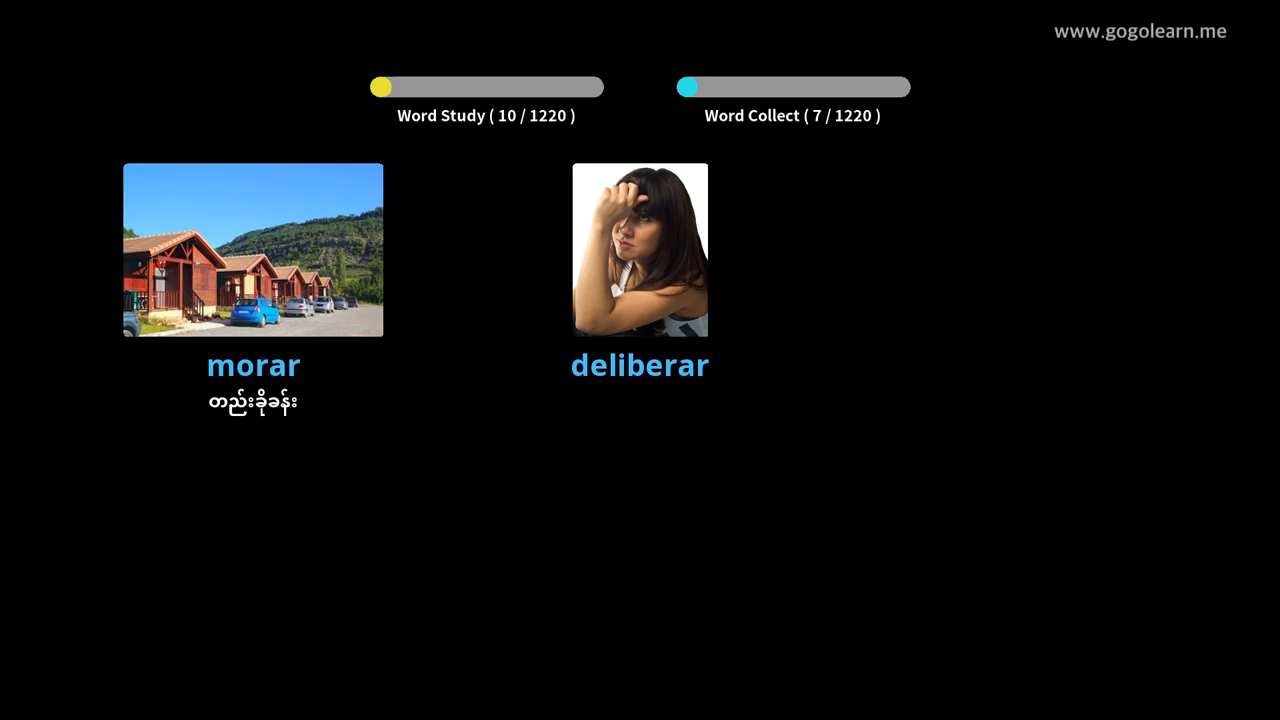 www.gogolearn.me
Word Study ( 10 / 1220 )
Word Collect ( 7 / 1220 )
morar
deliberar
တည်းခိုခန်း